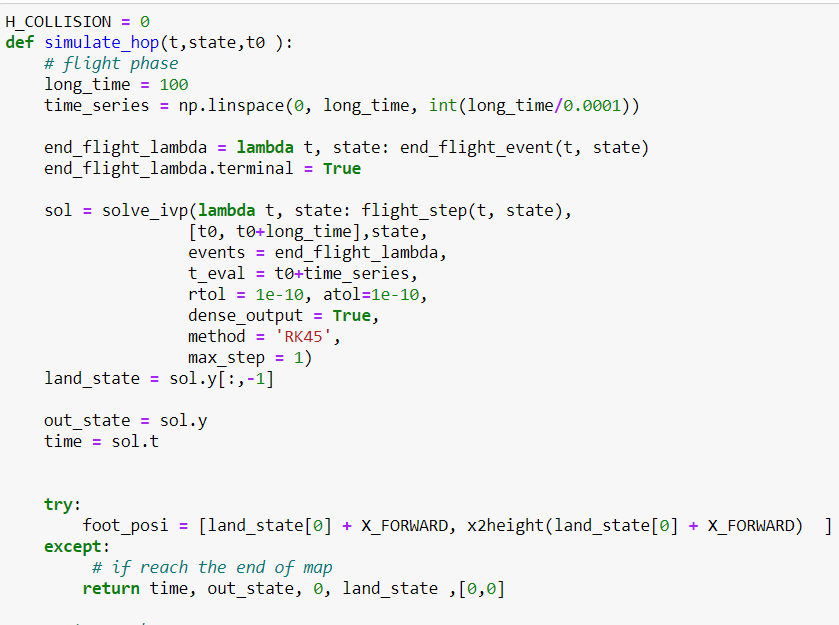 H_COLLISION = 0
def simulate_hop(t,state,t0 ):
    # flight phase
    long_time = 100
    time_series = np.linspace(0, long_time, int(long_time/0.0001))
    end_flight_lambda = lambda t, state: end_flight_event(t, state)
    end_flight_lambda.terminal = True
    sol = solve_ivp(lambda t, state: flight_step(t, state),
                   [t0, t0+long_time],state,
                   events = end_flight_lambda,
                   t_eval = t0+time_series,
                   rtol = 1e-10, atol=1e-10,
                   dense_output = True,
                   method = 'RK45',
                   max_step = 1)
    land_state = sol.y[:,-1]
    out_state = sol.y
    time = sol.t
    try:
        foot_posi = [land_state[0] + X_FORWARD, x2height(land_state[0] + X_FORWARD)  ]
    except:
         # if reach the end of map
        return time, out_state, 0, land_state ,[0,0]